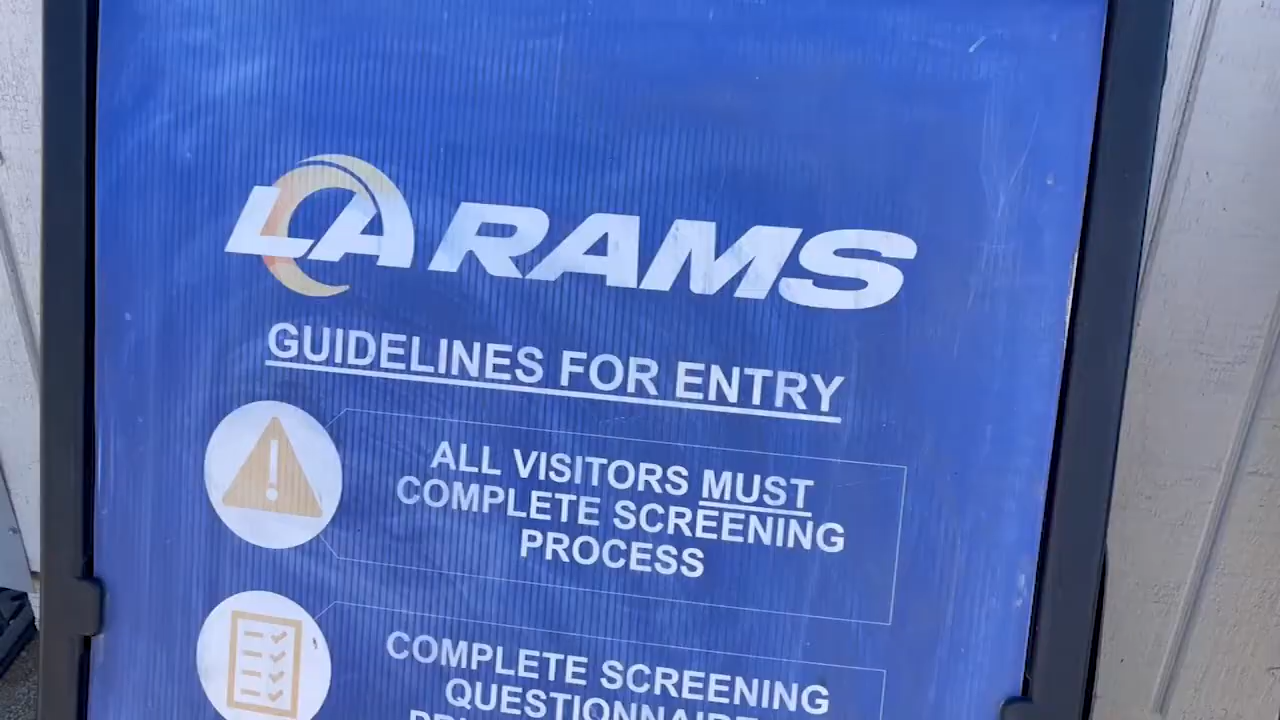 LA RAMS
GUIDELINES FOR ENTRY
ALL VISITORS MUST
COMPLETE SCREENING
PROCESS
COMPLETE SCREENING
QUESTIONNAIRE